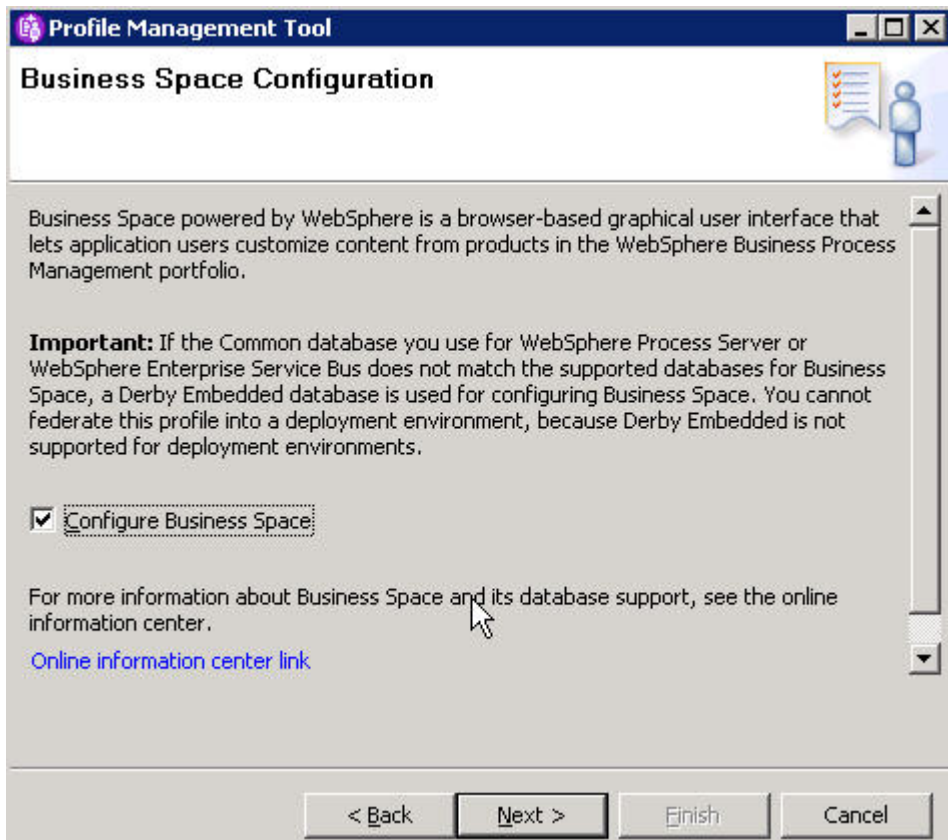 Profile Management Tool
Business Space Configuration
Business Space powered by WebSphere is a browser-based graphical user interface that
lets application users customize content from products in the WebSphere Business Process
Management portfolio.
Important: If the Common database you use for WebSphere Process Server or
WebSphere Enterprise Service Bus does not match the supported databases for Business
Space, a Derby Embedded database is used for configuring Business Space. You cannot
federate this profile into a deployment environment, because Derby Embedded is not
supported for deployment environments.
Configure Business Space
For more information about Business Space and its database support, see the online
information center.
Online information center link
< Back
Next >
Finish
Cancel